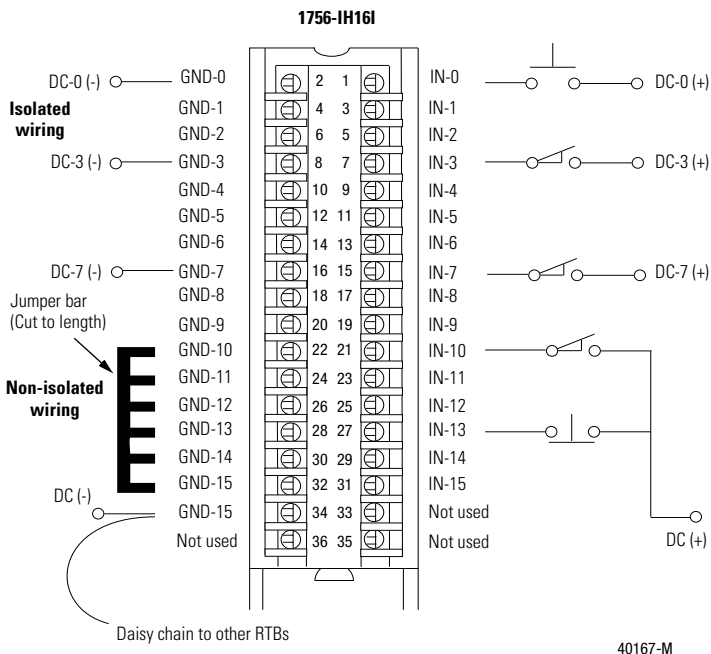 1756-IH16I
DC-0 (-) GND-0 2 1 IN-0 DC-0 (+)
Isolated wiring
GND-1 4 3 IN-1
GND-2 6 5 IN-2
DC-3 (-) GND-3 8 7 IN-3 DC-3 (+)
GND-4 10 9 IN-4
GND-5 12 11 IN-5
GND-6 14 13 IN-6
DC-7 (-) GND-7 16 15 IN-7 DC-7 (+)
GND-8 18 17 IN-8
Jumper bar
(Cut to length)
GND-9 20 19 IN-9
GND-10 22 21 IN-10
GND-11 24 23 IN-11
Non-isolated
wiring
GND-12 26 25 IN-12
GND-13 28 27 IN-13
GND-14 30 29 IN-14
GND-15 32 31 IN-15
DC (-) GND-15 34 33 Not used
Not used 36 35 Not used DC (+)
Daisy chain to other RTBs
40167-M